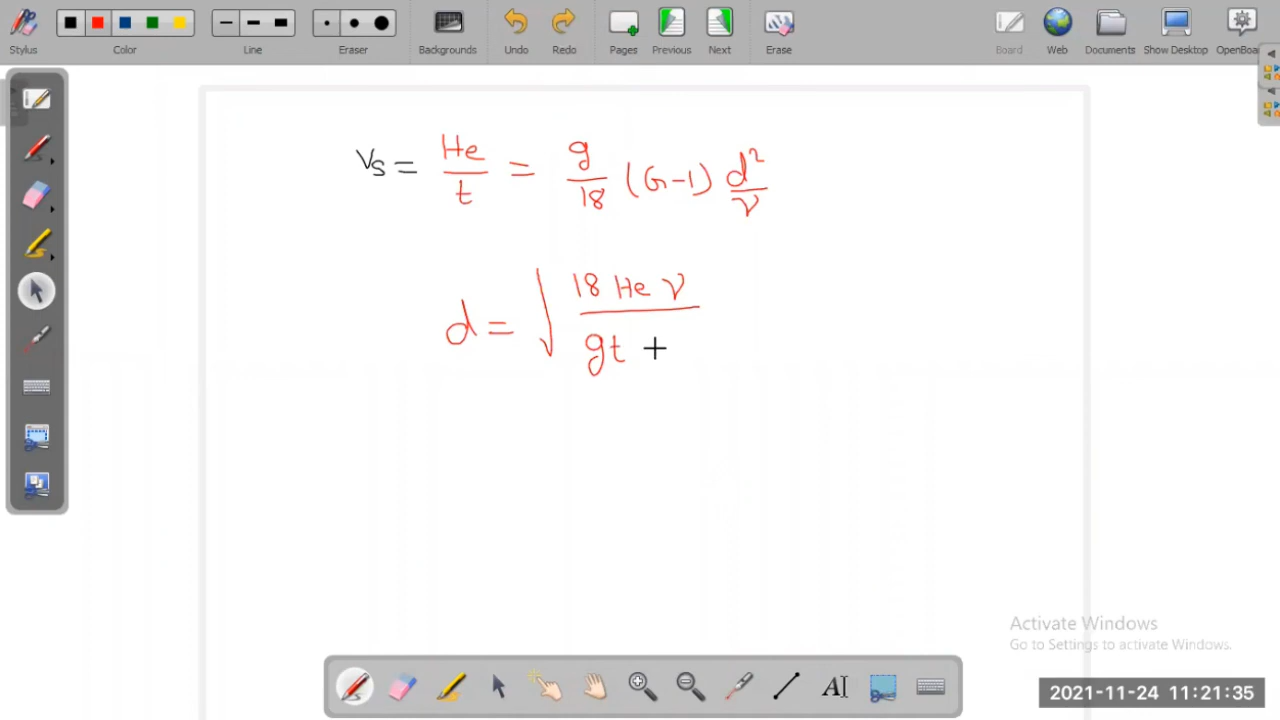 Stylus Color Line Eraser Backgrounds Undo Redo Pages Previous Next Erase Board Web Documents Show Desktop
Vs = He/t = g/18 (G-1) d²/ν
d = √ 18 He ν / gt
Activate Windows
Go to Settings to activate Windows.
2021-11-24 11:21:35